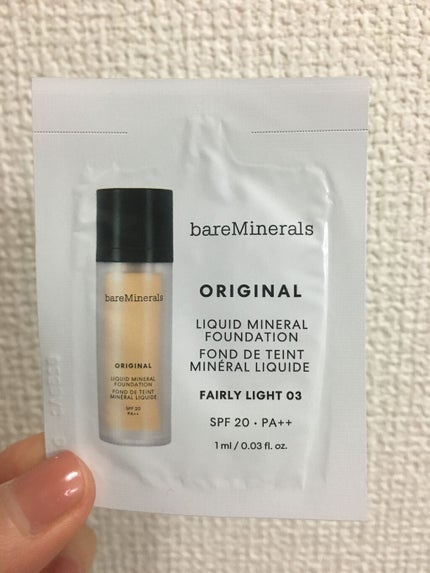 bareMinerals
ORIGINAL
LIQUID MINERAL
FOUNDATION
FOND DE TEINT
MINÉRAL LIQUIDE
FAIRLY LIGHT 03
SPF 20 • PA++
1 ml / 0.03 fl. oz.
bareMinerals
ORIGINAL
LIQUID MINERAL
FOUNDATION
FOND DE TEINT
MINÉRAL LIQUIDE
SPF 20
PA++